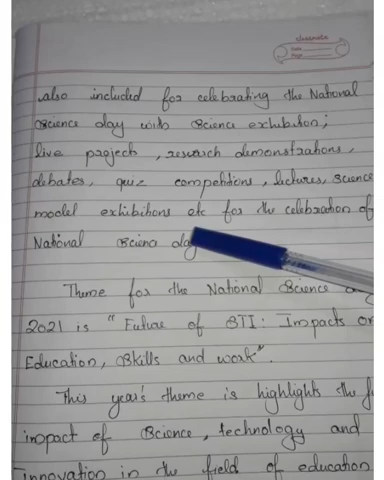 classmate
Date
Page
also included for celebrating the National
Science day with Science exhibition;
live projects, research demonstrations,
debates, quiz competitions, lectures, science
model exhibitions etc for the celebration of
National Science day
Theme for the National Science
2021 is "Future of STI: Impacts on
Education, Skills and work".
This year's theme is highlights the
impact of Science, technology and
innovation in the field of education